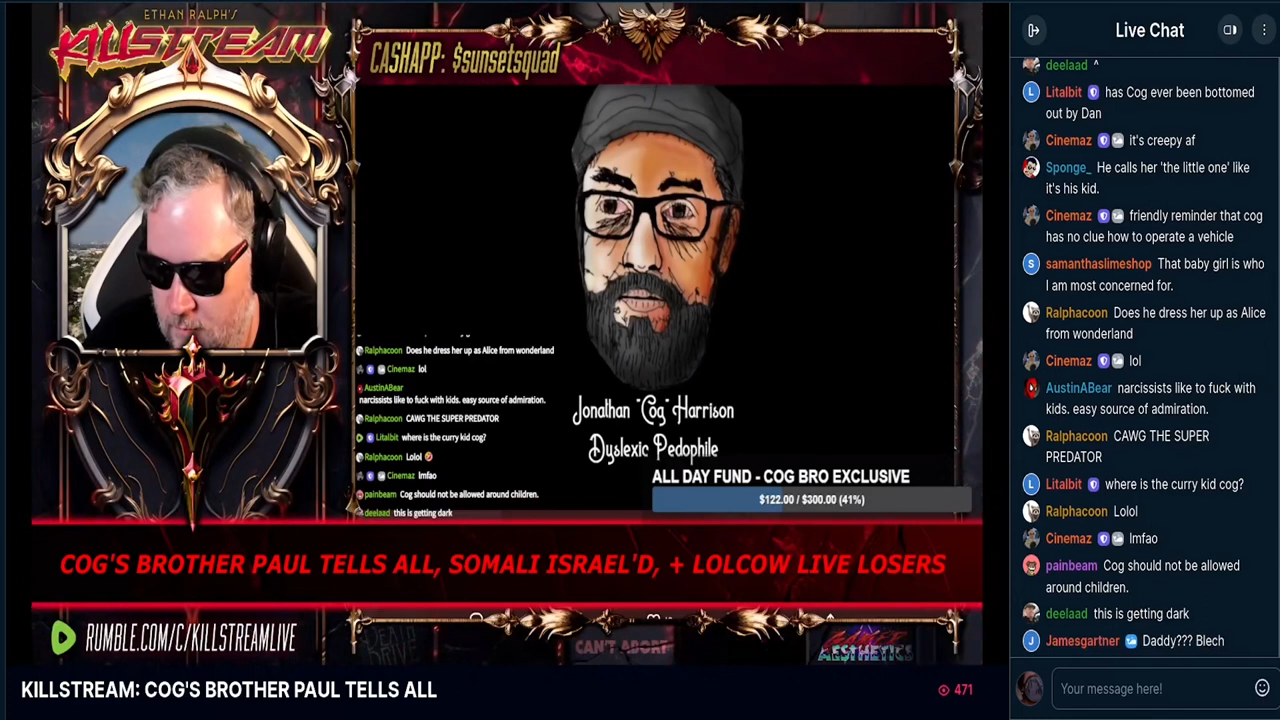 ETHAN RALPH'S
KILLSTREAM
CASHAPP: $sunsetsquad
Ralphacoon Does he dress her up as Alice from wonderland
Cinemaz lol
AustinABear
narcissists like to fuck with kids. easy source of admiration.
Ralphacoon CAWG THE SUPER PREDATOR
Litalbit where is the curry kid cog?
Ralphacoon Lolol 🤣
Cinemaz lmfao
painbeam Cog should not be allowed around children.
deelaad this is getting dark
Jonathan "Cog" Harrison
Dyslexic Pedophile
ALL DAY FUND - COG BRO EXCLUSIVE
$122.00 / $300.00 (41%)
COG'S BROTHER PAUL TELLS ALL, SOMALI ISRAEL'D, + LOLCOW LIVE LOSERS
RUMBLE.COM/C/KILLSTREAMLIVE
DEATH
DRIVE
CAN'T ABORT
AESTHETICS
KILLSTREAM: COG'S BROTHER PAUL TELLS ALL
471
Live Chat
deelaad ^
L Litalbit has Cog ever been bottomed
out by Dan
Cinemaz it's creepy af
Sponge_ He calls her 'the little one' like
it's his kid.
Cinemaz friendly reminder that cog
has no clue how to operate a vehicle
S samanthaslimeshop That baby girl is who
I am most concerned for.
Ralphacoon Does he dress her up as Alice
from wonderland
Cinemaz lol
AustinABear narcissists like to fuck with
kids. easy source of admiration.
Ralphacoon CAWG THE SUPER
PREDATOR
L Litalbit where is the curry kid cog?
Ralphacoon Lolol
Cinemaz lmfao
painbeam Cog should not be allowed
around children.
deelaad this is getting dark
J Jamesgartner Daddy??? Blech
Your message here!